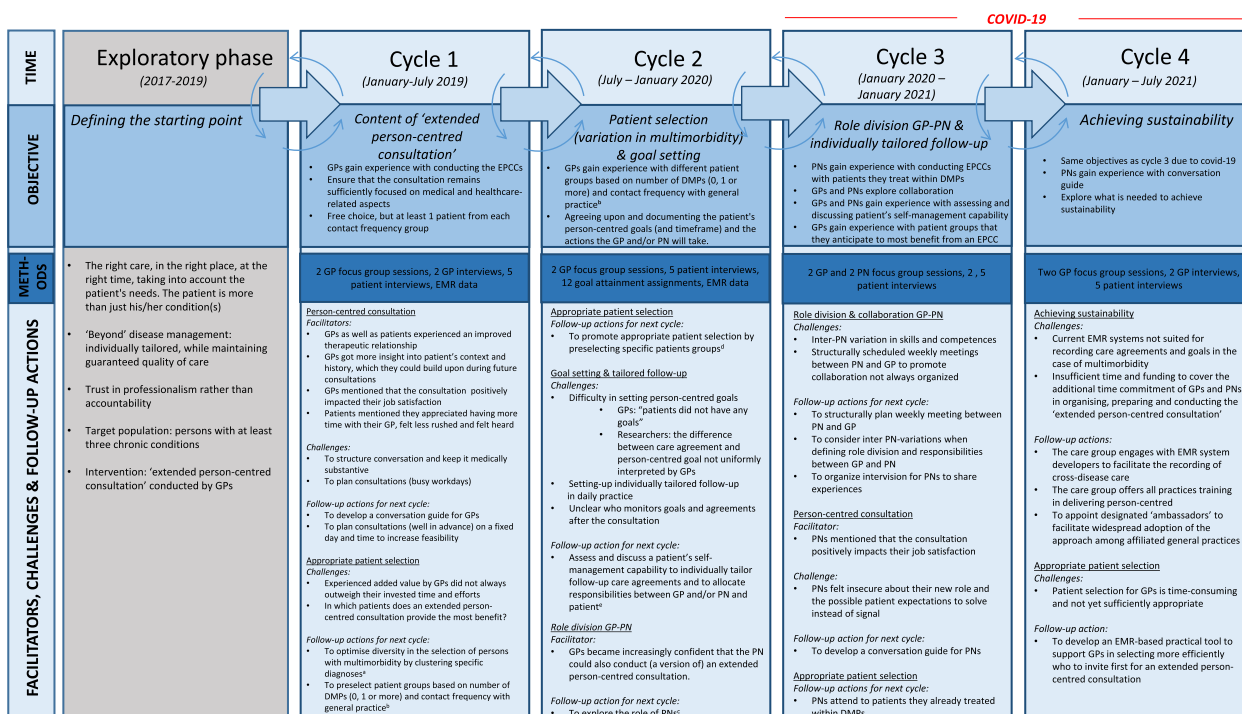 COVID-19
TIME
Exploratory phase
(2017-2019)
Cycle 1
(January-July 2019)
Cycle 2
(July – January 2020)
Cycle 3
(January 2020 –
January 2021)
Cycle 4
(January – July 2021)
OBJECTIVE
Defining the starting point
Content of ‘extended
person-centred
consultation’
• GPs gain experience with conducting the EPCCs
• Ensure that the consultation remains
sufficiently focused on medical and healthcare-
related aspects
• Free choice, but at least 1 patient from each
contact frequency group
Patient selection
(variation in multimorbidity)
& goal setting
• GPs gain experience with different patient
groups based on number of DMPs (0, 1 or
more) and contact frequency with general
practiceᵇ
• Agreeing upon and documenting the patient's
person-centred goals (and timeframe) and the
actions the GP and/or PN will take.
Role division GP-PN &
individually tailored follow-up
• PNs gain experience with conducting EPCCs
with patients they treat within DMPs
• GPs and PNs explore collaboration
• GPs and PNs gain experience with assessing and
discussing patient’s self-management capability
• GPs gain experience with patient groups that
they anticipate to most benefit from an EPCC
Achieving sustainability
• Same objectives as cycle 3 due to covid-19
• PNs gain experience with conversation
guide
• Explore what is needed to achieve
sustainability
METH-
ODS
2 GP focus group sessions, 2 GP interviews, 5
patient interviews, EMR data
2 GP focus group sessions, 5 patient interviews,
12 goal attainment assignments, EMR data
2 GP and 2 PN focus group sessions, 2 , 5
patient interviews
Two GP focus group sessions, 2 GP interviews,
5 patient interviews
FACILITATORS, CHALLENGES & FOLLOW-UP ACTIONS
• The right care, in the right place, at the
right time, taking into account the
patient's needs. The patient is more
than just his/her condition(s)
• ‘Beyond’ disease management:
individually tailored, while maintaining
guaranteed quality of care
• Trust in professionalism rather than
accountability
• Target population: persons with at least
three chronic conditions
• Intervention: ‘extended person-centred
consultation’ conducted by GPs
Person-centred consultation
Facilitators:
• GPs as well as patients experienced an improved
therapeutic relationship
• GPs got more insight into patient’s context and
history, which they could build upon during future
consultations
• GPs mentioned that the consultation positively
impacted their job satisfaction
• Patients mentioned they appreciated having more
time with their GP, felt less rushed and felt heard
Challenges:
• To structure conversation and keep it medically
substantive
• To plan consultations (busy workdays)
Follow-up actions for next cycle:
• To develop a conversation guide for GPs
• To plan consultations (well in advance) on a fixed
day and time to increase feasibility
Appropriate patient selection
Challenges:
• Experienced added value by GPs did not always
outweigh their invested time and efforts
• In which patients does an extended person-
centred consultation provide the most benefit?
Follow-up actions for next cycle:
• To optimise diversity in the selection of persons
with multimorbidity by clustering specific
diagnosesᵃ
• To preselect patient groups based on number of
DMPs (0, 1 or more) and contact frequency with
general practiceᵇ
Appropriate patient selection
Follow-up actions for next cycle:
• To promote appropriate patient selection by
preselecting specific patients groupsᵈ
Goal setting & tailored follow-up
Challenges:
• Difficulty in setting person-centred goals
• GPs: “patients did not have any
goals”
• Researchers: the difference
between care agreement and
person-centred goal not uniformly
interpreted by GPs
• Setting-up individually tailored follow-up
in daily practice
• Unclear who monitors goals and agreements
after the consultation
Follow-up action for next cycle:
• Assess and discuss a patient’s self-
management capability to individually tailor
follow-up care agreements and to allocate
responsibilities between GP and/or PN and
patientᵉ
Role division GP-PN
Facilitator:
• GPs became increasingly confident that the PN
could also conduct (a version of) an extended
person-centred consultation.
Follow-up action for next cycle:
• To explore the role of PNsᶜ
Role division & collaboration GP-PN
Challenges:
• Inter-PN variation in skills and competences
• Structurally scheduled weekly meetings
between PN and GP to promote
collaboration not always organized
Follow-up actions for next cycle:
• To structurally plan weekly meeting between
PN and GP
• To consider inter PN-variations when
defining role division and responsibilities
between GP and PN
• To organize intervision for PNs to share
experiences
Person-centred consultation
Facilitator:
• PNs mentioned that the consultation
positively impacts their job satisfaction
Challenge:
• PNs felt insecure about their new role and
the possible patient expectations to solve
instead of signal
Follow-up action for next cycle:
• To develop a conversation guide for PNs
Appropriate patient selection
Follow-up actions for next cycle:
• PNs attend to patients they already treated
within DMPs
Achieving sustainability
Challenges:
• Current EMR systems not suited for
recording care agreements and goals in the
case of multimorbidity
• Insufficient time and funding to cover the
additional time commitment of GPs and PNs
in organising, preparing and conducting the
‘extended person-centred consultation’
Follow-up actions:
• The care group engages with EMR system
developers to facilitate the recording of
cross-disease care
• The care group offers all practices training
in delivering person-centred
• To appoint designated ‘ambassadors’ to
facilitate widespread adoption of the
approach among affiliated general practices
Appropriate patient selection
Challenges:
• Patient selection for GPs is time-consuming
and not yet sufficiently appropriate
Follow-up action:
• To develop an EMR-based practical tool to
support GPs in selecting more efficiently
who to invite first for an extended person-
centred consultation